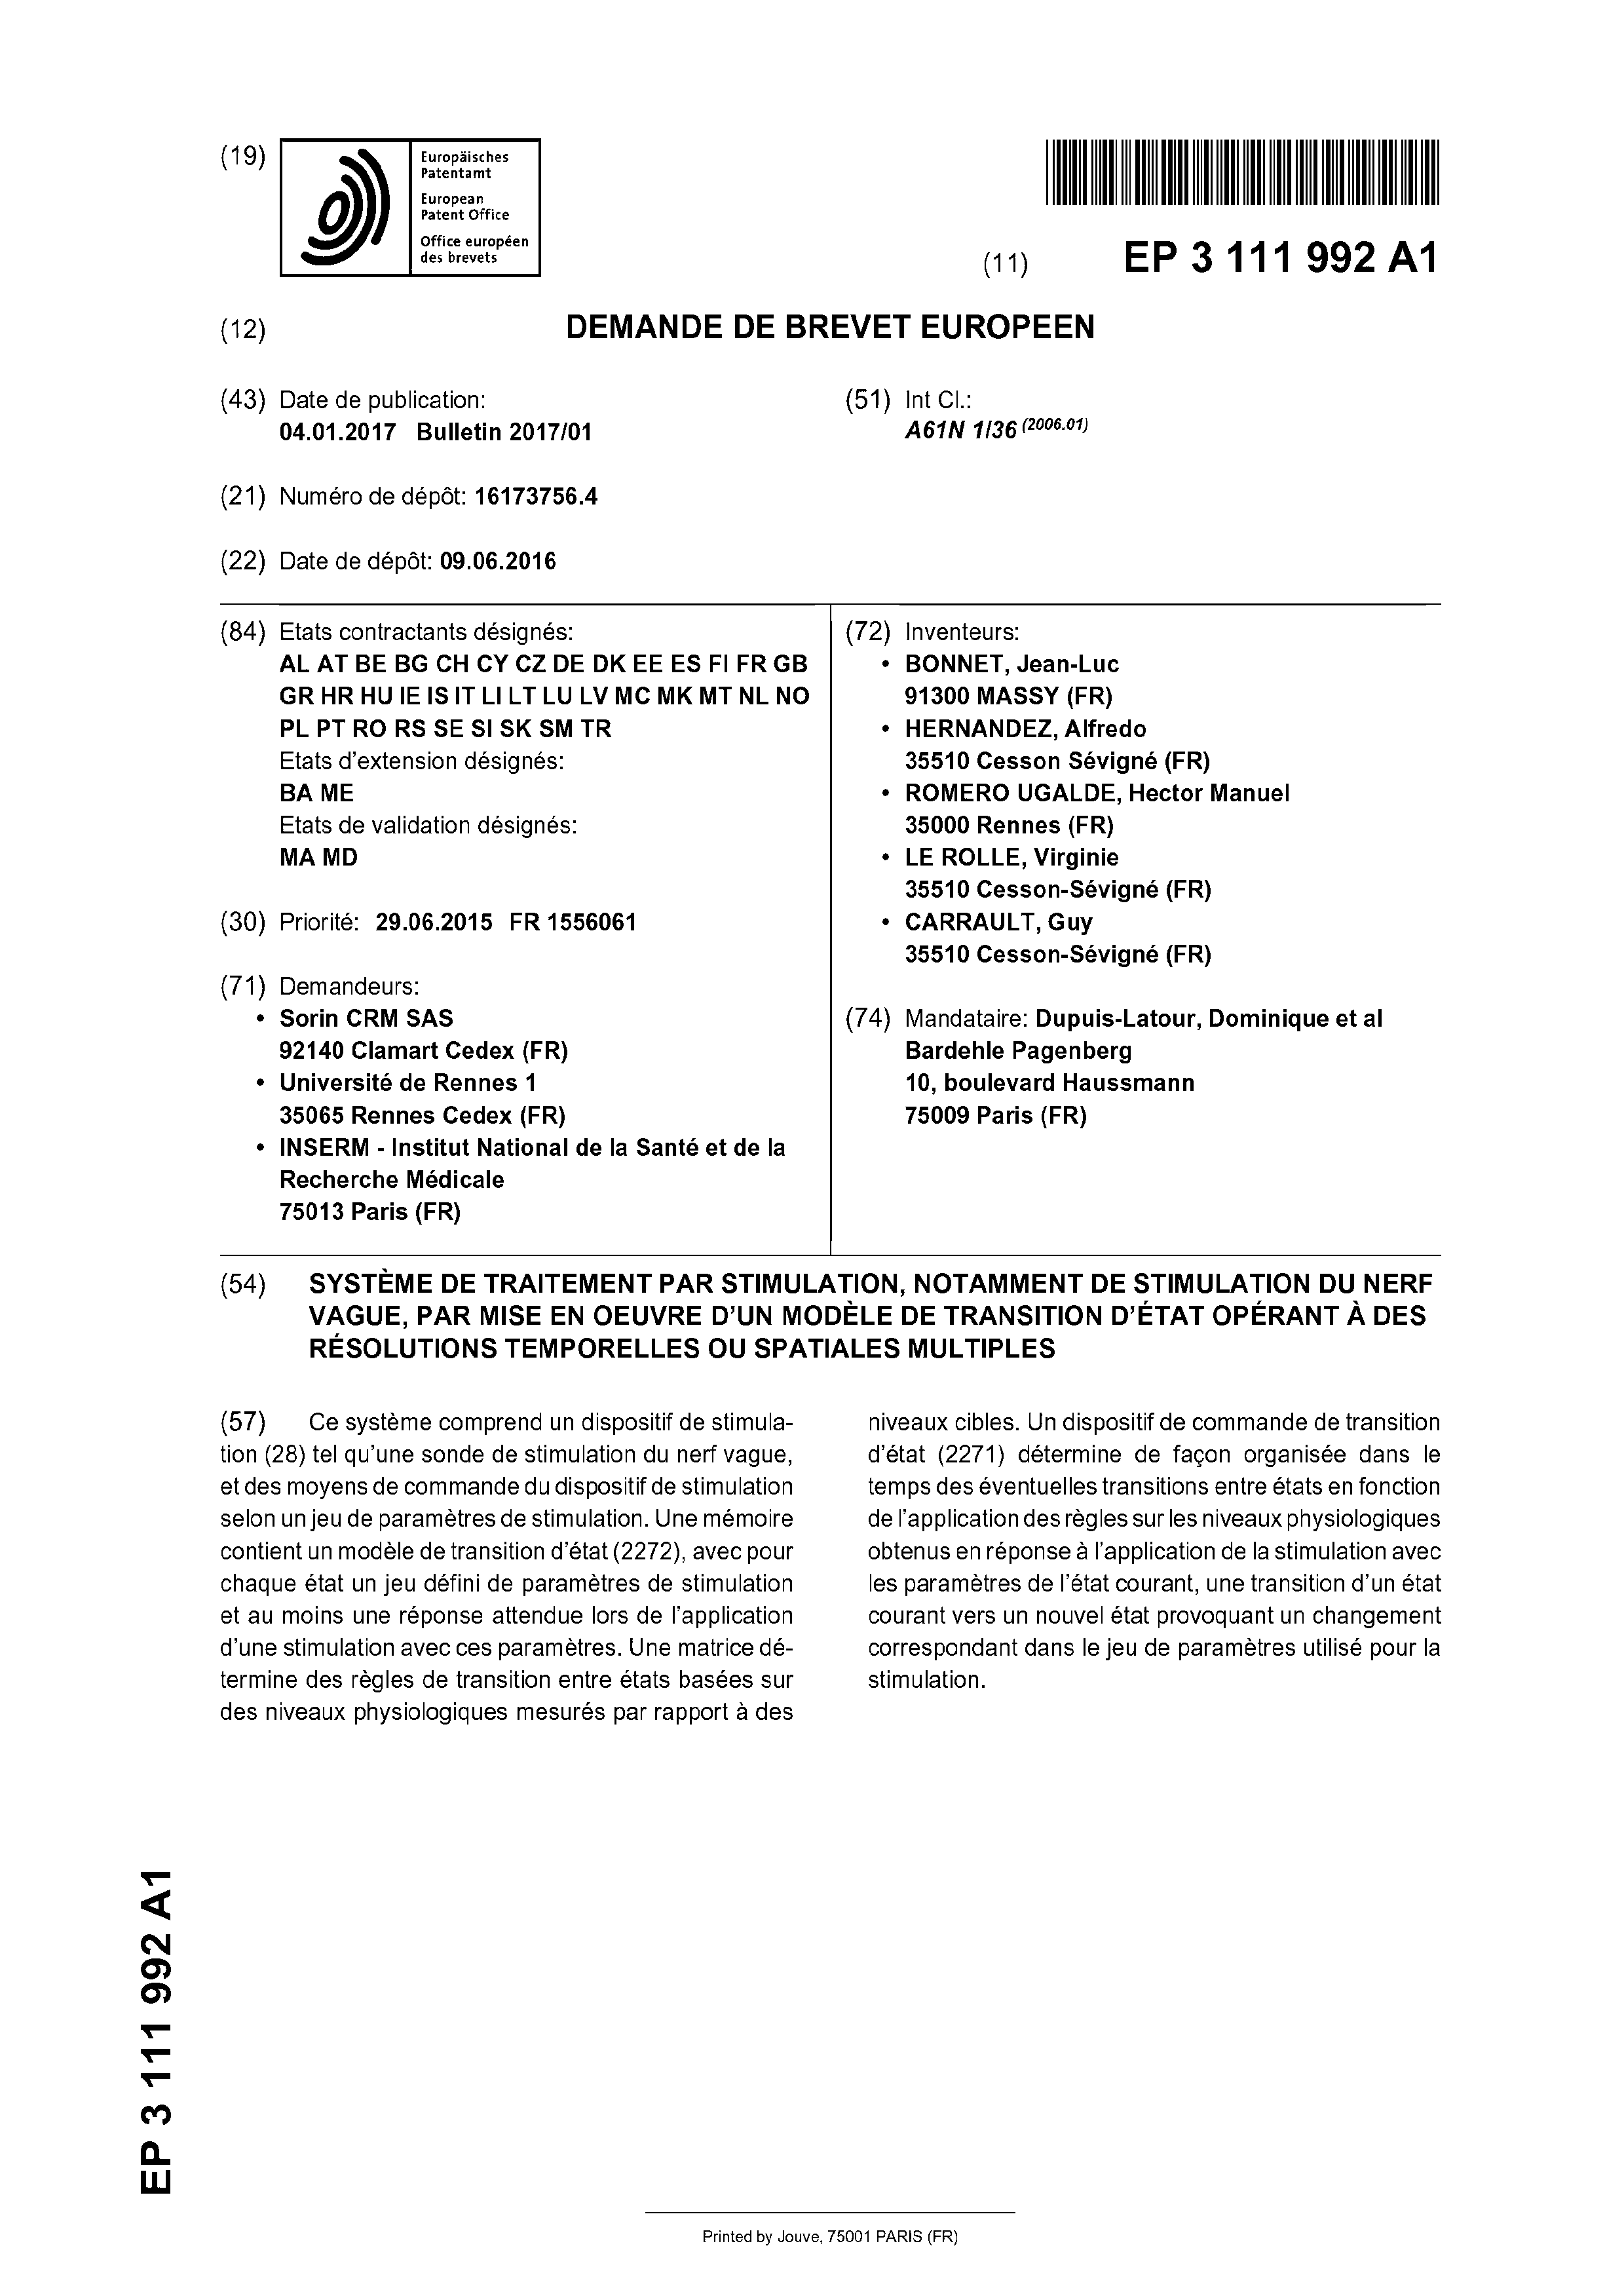 (19)
Europäisches
Patentamt
European
Patent Office
Office européen
des brevets
(11) EP 3 111 992 A1
(12) DEMANDE DE BREVET EUROPEEN
(43) Date de publication:
04.01.2017 Bulletin 2017/01
(51) Int Cl.:
A61N 1/36 (2006.01)
(21) Numéro de dépôt: 16173756.4
(22) Date de dépôt: 09.06.2016
(84) Etats contractants désignés:
AL AT BE BG CH CY CZ DE DK EE ES FI FR GB
GR HR HU IE IS IT LI LT LU LV MC MK MT NL NO
PL PT RO RS SE SI SK SM TR
Etats d'extension désignés:
BA ME
Etats de validation désignés:
MA MD
(30) Priorité: 29.06.2015 FR 1556061
(71) Demandeurs:
• Sorin CRM SAS
92140 Clamart Cedex (FR)
• Université de Rennes 1
35065 Rennes Cedex (FR)
• INSERM - Institut National de la Santé et de la
Recherche Médicale
75013 Paris (FR)
(72) Inventeurs:
• BONNET, Jean-Luc
91300 MASSY (FR)
• HERNANDEZ, Alfredo
35510 Cesson Sévigné (FR)
• ROMERO UGALDE, Hector Manuel
35000 Rennes (FR)
• LE ROLLE, Virginie
35510 Cesson-Sévigné (FR)
• CARRAULT, Guy
35510 Cesson-Sévigné (FR)
(74) Mandataire: Dupuis-Latour, Dominique et al
Bardehle Pagenberg
10, boulevard Haussmann
75009 Paris (FR)
(54) SYSTÈME DE TRAITEMENT PAR STIMULATION, NOTAMMENT DE STIMULATION DU NERF
VAGUE, PAR MISE EN OEUVRE D'UN MODÈLE DE TRANSITION D'ÉTAT OPÉRANT À DES
RÉSOLUTIONS TEMPORELLES OU SPATIALES MULTIPLES
(57) Ce système comprend un dispositif de stimula-
tion (28) tel qu'une sonde de stimulation du nerf vague,
et des moyens de commande du dispositif de stimulation
selon un jeu de paramètres de stimulation. Une mémoire
contient un modèle de transition d'état (2272), avec pour
chaque état un jeu défini de paramètres de stimulation
et au moins une réponse attendue lors de l'application
d'une stimulation avec ces paramètres. Une matrice dé-
termine des règles de transition entre états basées sur
des niveaux physiologiques mesurés par rapport à des
niveaux cibles. Un dispositif de commande de transition
d'état (2271) détermine de façon organisée dans le
temps des éventuelles transitions entre états en fonction
de l'application des règles sur les niveaux physiologiques
obtenus en réponse à l'application de la stimulation avec
les paramètres de l'état courant, une transition d'un état
courant vers un nouvel état provoquant un changement
correspondant dans le jeu de paramètres utilisé pour la
stimulation.
EP 3 111 992 A1
Printed by Jouve, 75001 PARIS (FR)